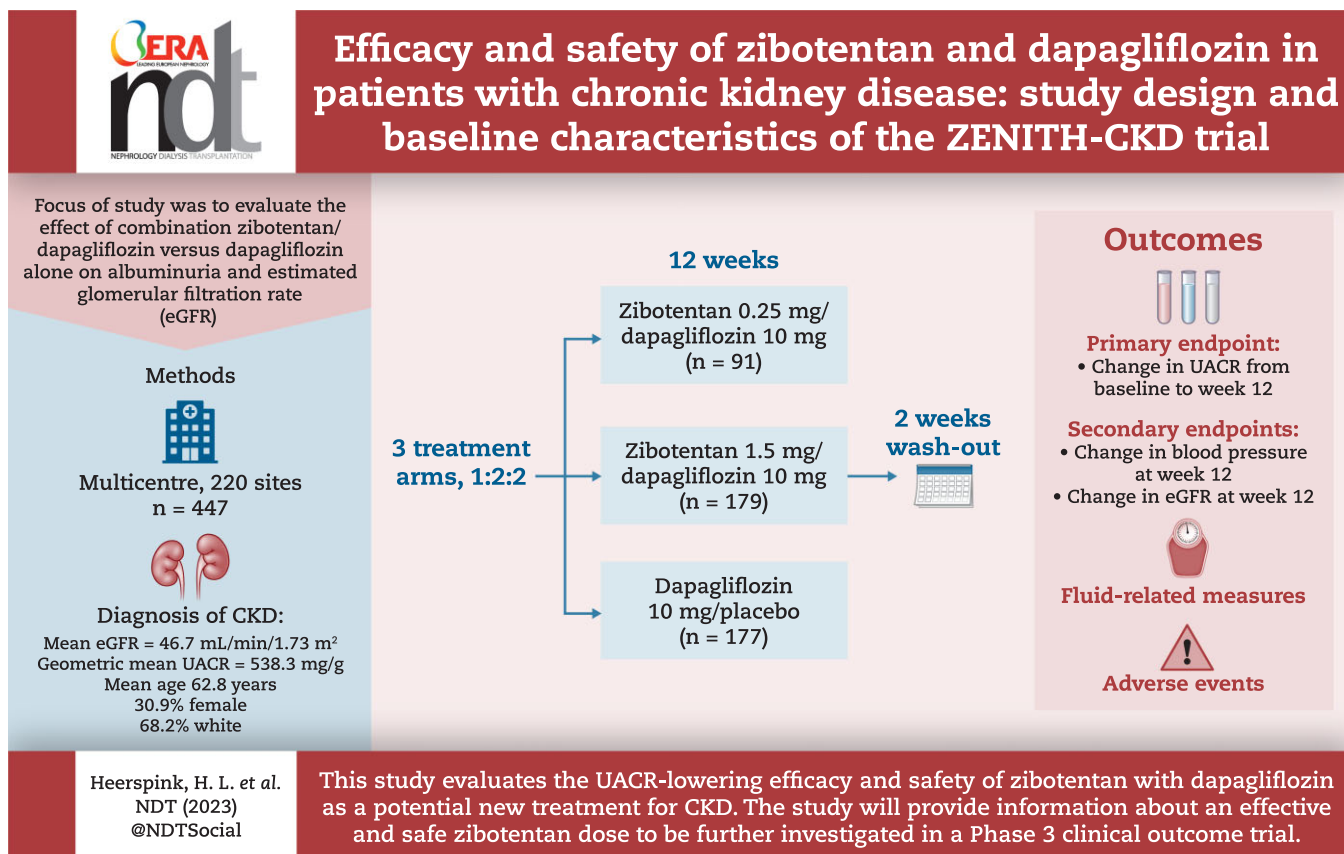 ERA
LEADING EUROPEAN NEPHROLOGY
ndt
NEPHROLOGY DIALYSIS TRANSPLANTATION
Efficacy and safety of zibotentan and dapagliflozin in
patients with chronic kidney disease: study design and
baseline characteristics of the ZENITH-CKD trial
Focus of study was to evaluate the
effect of combination zibotentan/
dapagliflozin versus dapagliflozin
alone on albuminuria and estimated
glomerular filtration rate
(eGFR)
Methods
Multicentre, 220 sites
n = 447
Diagnosis of CKD:
Mean eGFR = 46.7 mL/min/1.73 m²
Geometric mean UACR = 538.3 mg/g
Mean age 62.8 years
30.9% female
68.2% white
3 treatment
arms, 1:2:2
12 weeks
Zibotentan 0.25 mg/
dapagliflozin 10 mg
(n = 91)
Zibotentan 1.5 mg/
dapagliflozin 10 mg
(n = 179)
Dapagliflozin
10 mg/placebo
(n = 177)
2 weeks
wash-out
Outcomes
Primary endpoint:
• Change in UACR from
baseline to week 12
Secondary endpoints:
• Change in blood pressure
at week 12
• Change in eGFR at week 12
Fluid-related measures
Adverse events
Heerspink, H. L. et al.
NDT (2023)
@NDTSocial
This study evaluates the UACR-lowering efficacy and safety of zibotentan with dapagliflozin
as a potential new treatment for CKD. The study will provide information about an effective
and safe zibotentan dose to be further investigated in a Phase 3 clinical outcome trial.